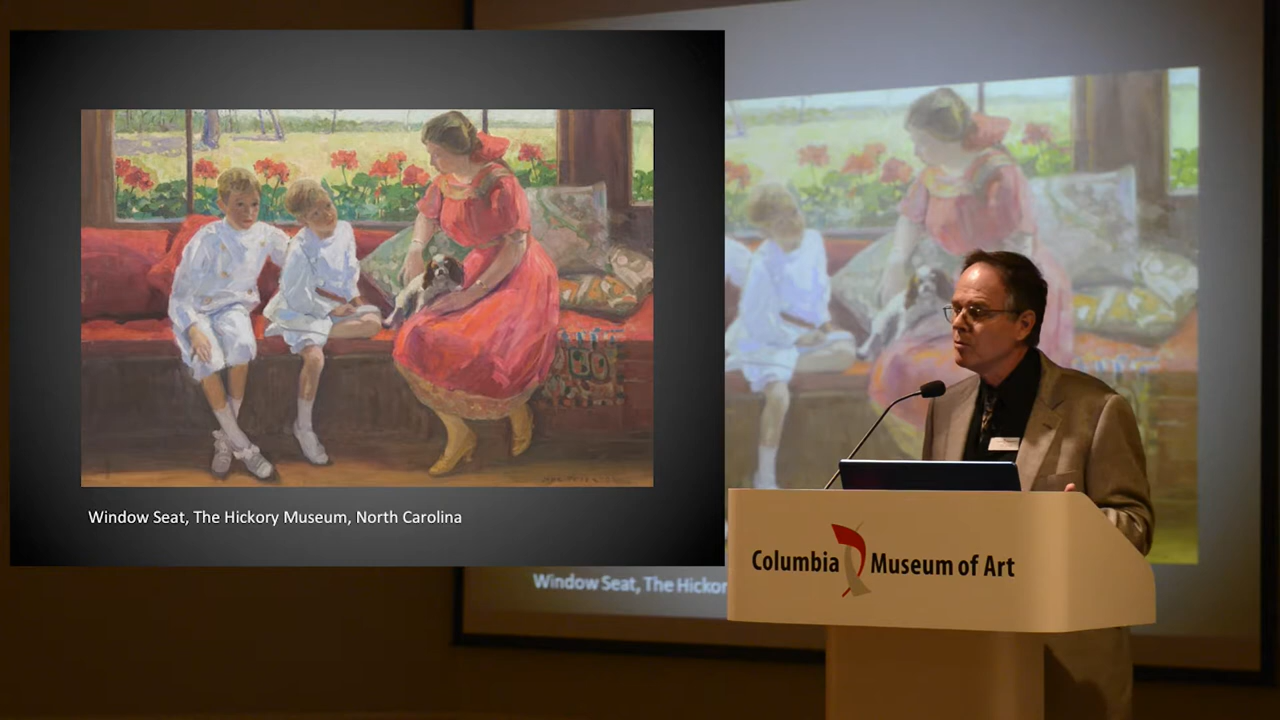 Window Seat, The Hickory Museum, North Carolina
Window Seat, The Hickor
Columbia Museum of Art